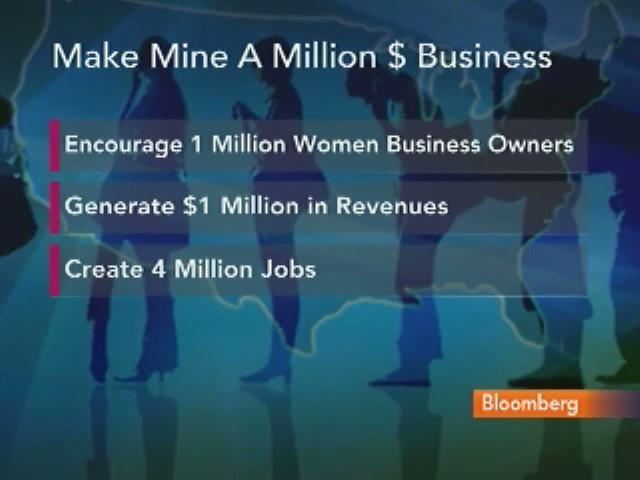 Make Mine A Million $ Business
Encourage 1 Million Women Business Owners
Generate $1 Million in Revenues
Create 4 Million Jobs
Bloomberg